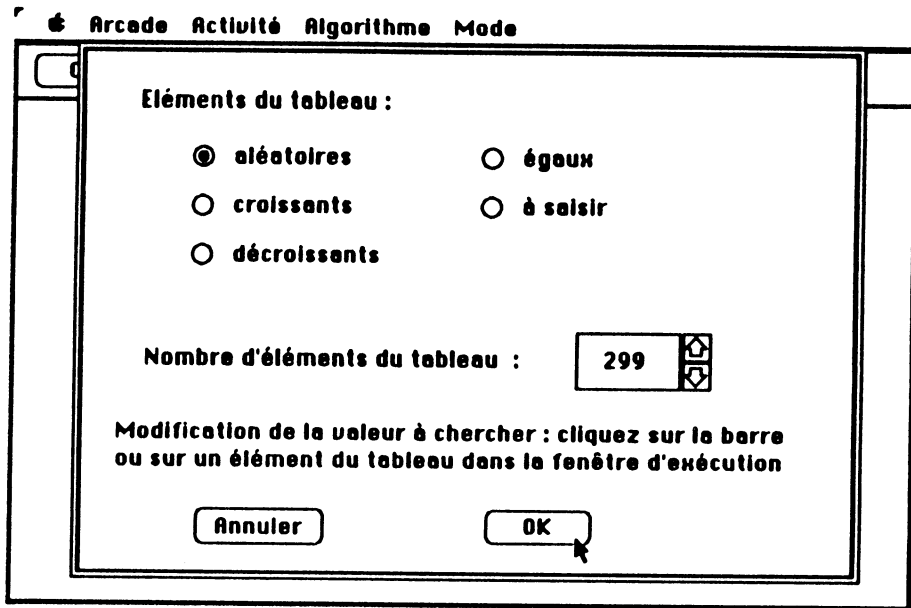 Arcade Activité Algorithme Mode
Eléments du tableau :
aléatoires
égaux
croissants
à saisir
décroissants
Nombre d'éléments du tableau :
299
Modification de la valeur à chercher : cliquez sur la barre
ou sur un élément du tableau dans la fenêtre d'exécution
Annuler
OK